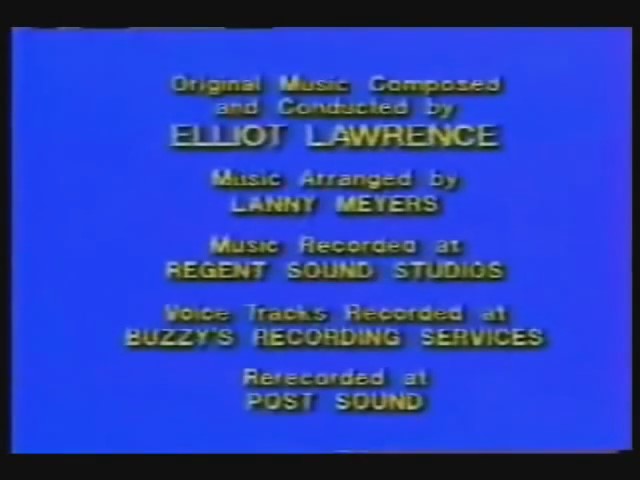 Original Music Composed
and Conducted by
ELLIOT LAWRENCE
Music Arranged by
LANNY MEYERS
Music Recorded at
REGENT SOUND STUDIOS
Voice Tracks Recorded at
BUZZY'S RECORDING SERVICES
Rerecorded at
POST SOUND